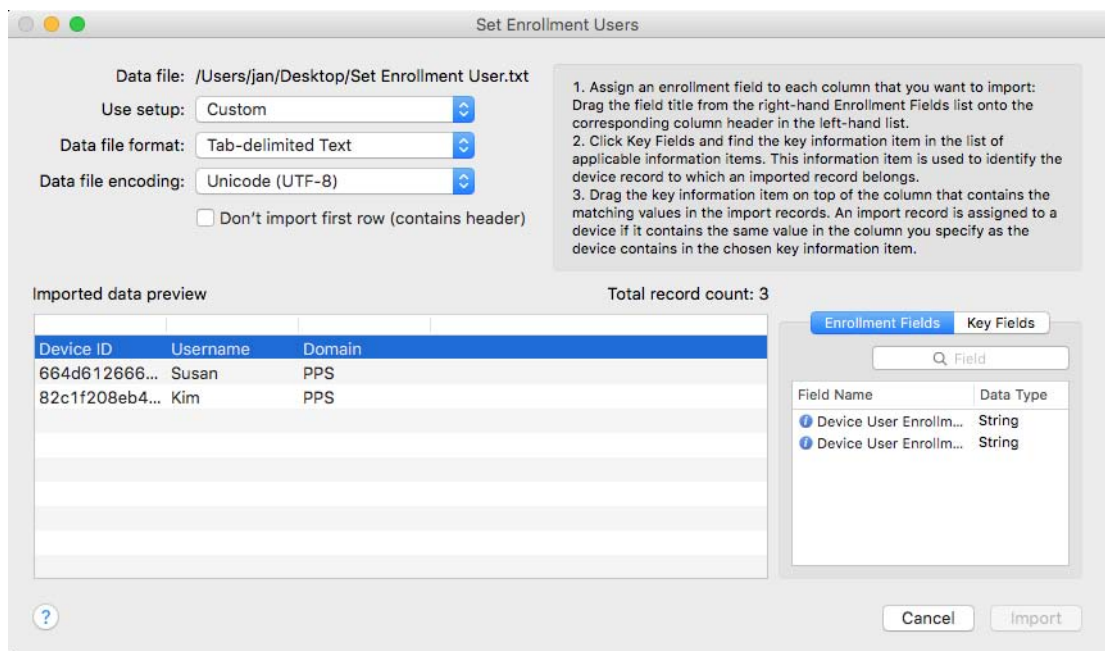 Set Enrollment Users
Data file: /Users/jan/Desktop/Set Enrollment User.txt
Use setup: Custom
Data file format: Tab-delimited Text
Data file encoding: Unicode (UTF-8)
Don't import first row (contains header)
1. Assign an enrollment field to each column that you want to import:
Drag the field title from the right-hand Enrollment Fields list onto the
corresponding column header in the left-hand list.
2. Click Key Fields and find the key information item in the list of
applicable information items. This information item is used to identify the
device record to which an imported record belongs.
3. Drag the key information item on top of the column that contains the
matching values in the import records. An import record is assigned to a
device if it contains the same value in the column you specify as the
device contains in the chosen key information item.
Imported data preview
Total record count: 3
Device ID Username Domain
664d612666... Susan PPS
82c1f208eb4... Kim PPS
Enrollment Fields Key Fields
Field
Field Name Data Type
Device User Enrollm... String
Device User Enrollm... String
?
Cancel Import